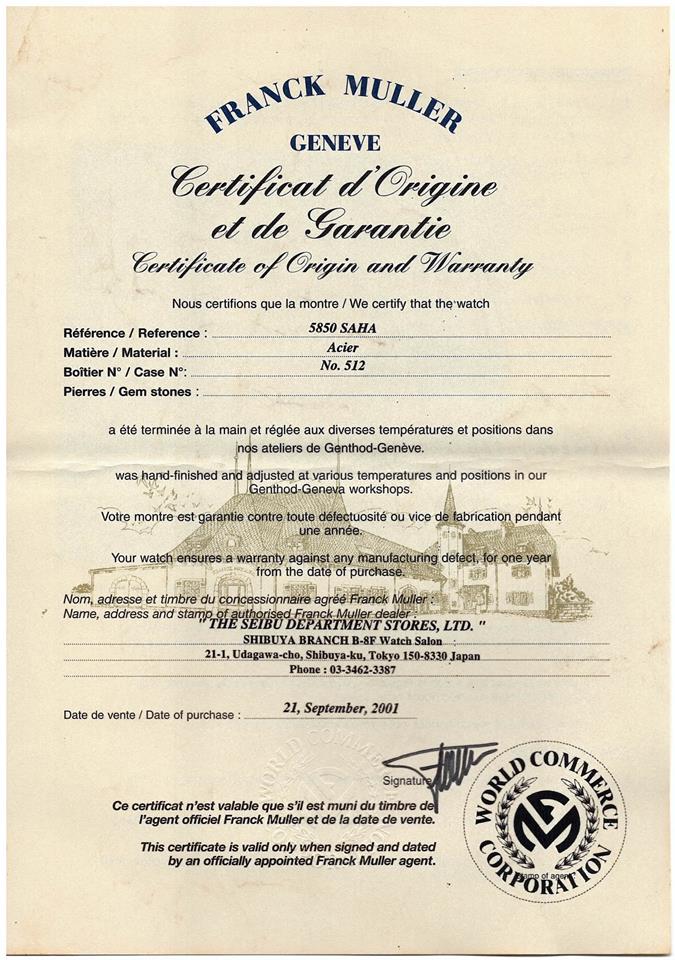 FRANCK MULLER
GENEVE
Certificat d'Origine
et de Garantie
Certificate of Origin and Warranty
Nous certifions que la montre / We certify that the watch
Référence / Reference : 5850 SAHA
Matière / Material : Acier
Boîtier N° / Case N°: No. 512
Pierres / Gem stones :
a été terminée à la main et réglée aux diverses températures et positions dans
nos ateliers de Genthod-Genève.
was hand-finished and adjusted at various temperatures and positions in our
Genthod-Geneva workshops.
Votre montre est garantie contre toute défectuosité ou vice de fabrication pendant
une année.
Your watch ensures a warranty against any manufacturing defect, for one year
from the date of purchase.
Nom, adresse et timbre du concessionnaire agréé Franck Muller :
Name, address and stamp of authorised Franck Muller dealer :
" THE SEIBU DEPARTMENT STORES, LTD. "
SHIBUYA BRANCH B-8F Watch Salon
21-1, Udagawa-cho, Shibuya-ku, Tokyo 150-8330 Japan
Phone : 03-3462-3387
Date de vente / Date of purchase : 21, September, 2001
Signature
Ce certificat n'est valable que s'il est muni du timbre de
l'agent officiel Franck Muller et de la date de vente.
This certificate is valid only when signed and dated
by an officially appointed Franck Muller agent.
WORLD COMMERCE
CORPORATION
Stamp of agent
WORLD COMMERCE